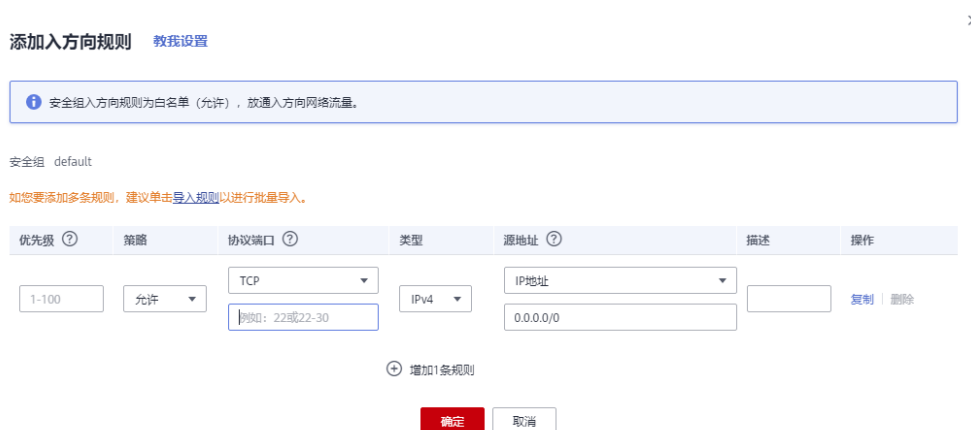 添加入方向规则 教我设置
安全组入方向规则为白名单（允许），放通入方向网络流量。
安全组 default
如您要添加多条规则，建议单击导入规则以进行批量导入。
优先级 策略 协议端口 类型 源地址 描述 操作
TCP IP地址
1-100 允许 IPv4 复制 删除
例如：22或22-30 0.0.0.0/0
增加1条规则
确定 取消